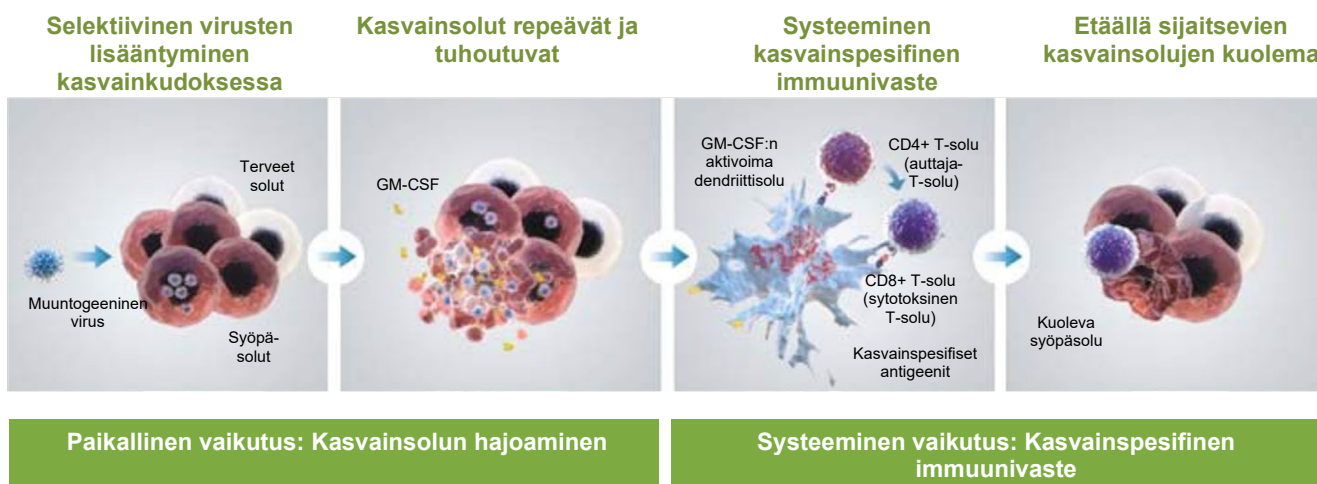 Selektiivinen virusten
lisääntyminen
kasvainkudoksessa
Kasvainsolut repeävät ja
tuhoutuvat
Systeeminen
kasvainspesifinen
immuunivaste
Etäällä sijaitsevien
kasvainsolujen kuolema
Terveet
solut
Muuntogeeninen
virus
Syöpä-
solut
GM-CSF
GM-CSF:n
aktivoima
dendriittisolu
CD4+ T-solu
(auttaja-
T-solu)
CD8+ T-solu
(sytotoksinen
T-solu)
Kasvainspesifiset
antigeenit
Kuoleva
syöpäsolu
Paikallinen vaikutus: Kasvainsolun hajoaminen
Systeeminen vaikutus: Kasvainspesifinen
immuunivaste